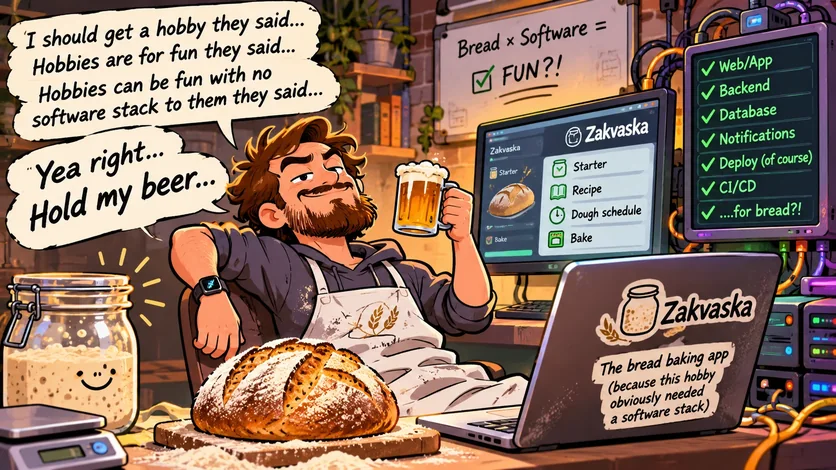 I should get a hobby they said...
Hobbies are for fun they said...
Hobbies can be fun with no
software stack to them they said...
Yea right...
Hold my beer...
Bread × Software =
FUN?!
Zakvaska
Starter
Bake
Zakvaska
Starter
Recipe
Dough schedule
Bake
Web/App
Backend
Database
Notifications
Deploy (of course)
CI/CD
....for bread?!
Zakvaska
The bread baking app
(because this hobby
obviously needed
a software stack)